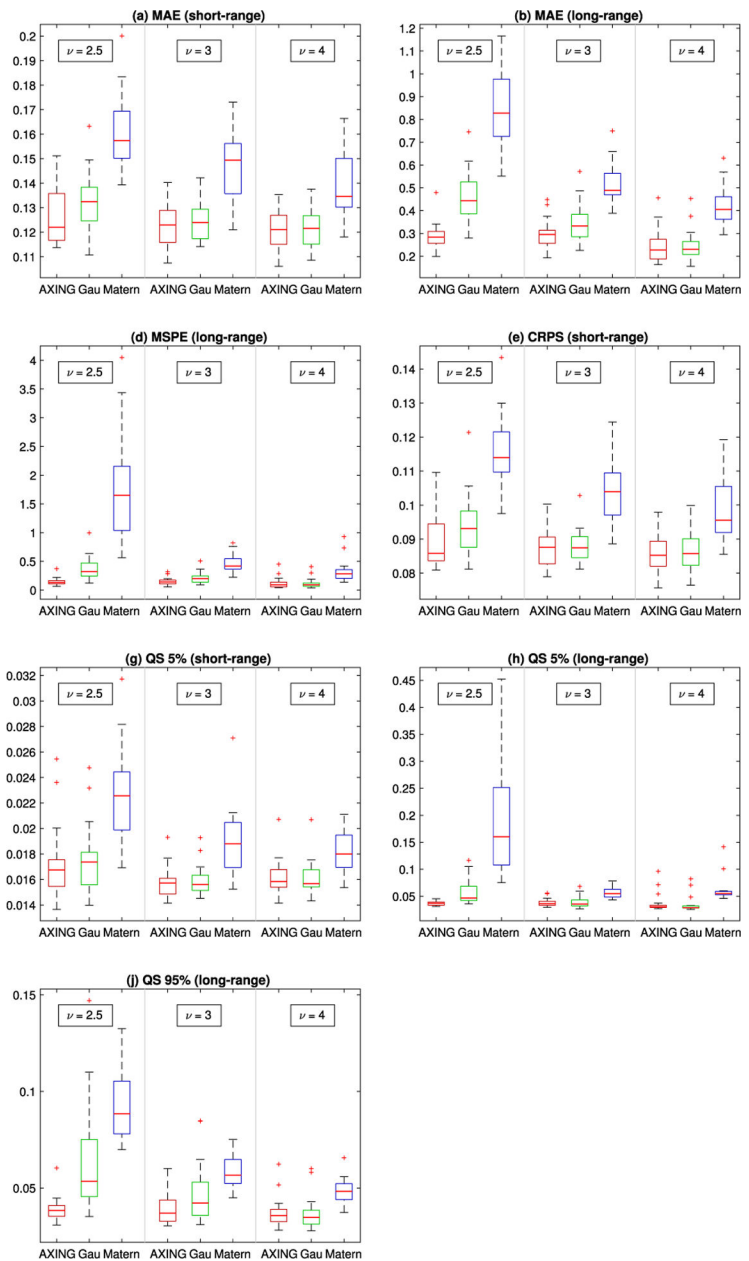 (a) MAE (short-range)
0.2
0.19
0.18
0.17
0.16
0.15
0.14
0.13
0.12
0.11
ν = 2.5
ν = 3
ν = 4
AXING Gau Matern AXING Gau Matern AXING Gau Matern
(b) MAE (long-range)
1.2
1.1
1
0.9
0.8
0.7
0.6
0.5
0.4
0.3
0.2
ν = 2.5
ν = 3
ν = 4
AXING Gau Matern AXING Gau Matern AXING Gau Matern
(d) MSPE (long-range)
4
3.5
3
2.5
2
1.5
1
0.5
0
ν = 2.5
ν = 3
ν = 4
AXING Gau Matern AXING Gau Matern AXING Gau Matern
(e) CRPS (short-range)
0.14
0.13
0.12
0.11
0.1
0.09
0.08
ν = 2.5
ν = 3
ν = 4
AXING Gau Matern AXING Gau Matern AXING Gau Matern
(g) QS 5% (short-range)
0.032
0.03
0.028
0.026
0.024
0.022
0.02
0.018
0.016
0.014
ν = 2.5
ν = 3
ν = 4
AXING Gau Matern AXING Gau Matern AXING Gau Matern
(h) QS 5% (long-range)
0.45
0.4
0.35
0.3
0.25
0.2
0.15
0.1
0.05
ν = 2.5
ν = 3
ν = 4
AXING Gau Matern AXING Gau Matern AXING Gau Matern
(j) QS 95% (long-range)
0.15
0.1
0.05
ν = 2.5
ν = 3
ν = 4
AXING Gau Matern AXING Gau Matern AXING Gau Matern